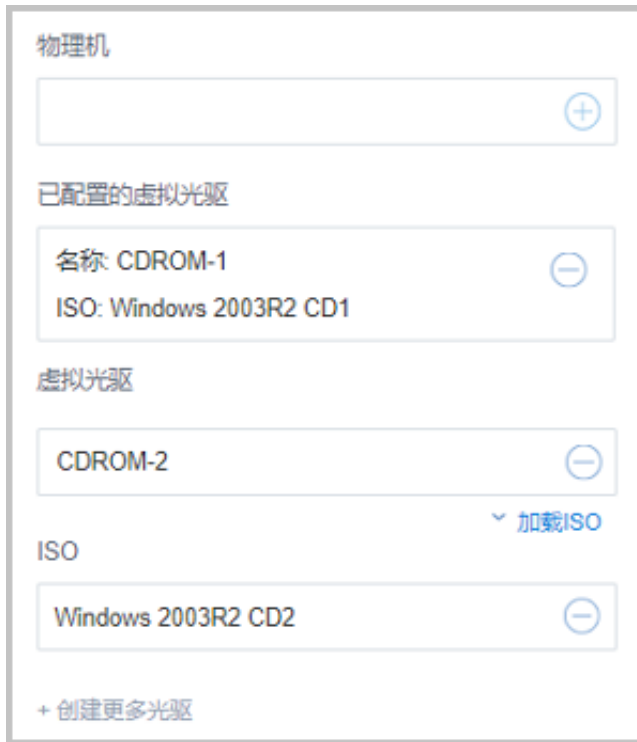 物理机
已配置的虚拟光驱
名称: CDROM-1
ISO: Windows 2003R2 CD1
虚拟光驱
CDROM-2
加载ISO
ISO
Windows 2003R2 CD2
+ 创建更多光驱